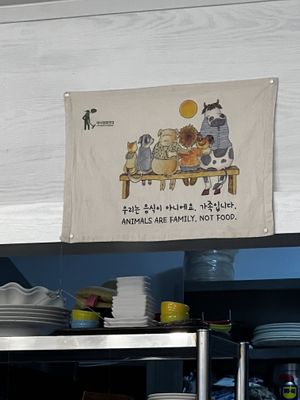 우리는 음식이 아니에요, 가족입니다.
ANIMALS ARE FAMILY, NOT FOOD.